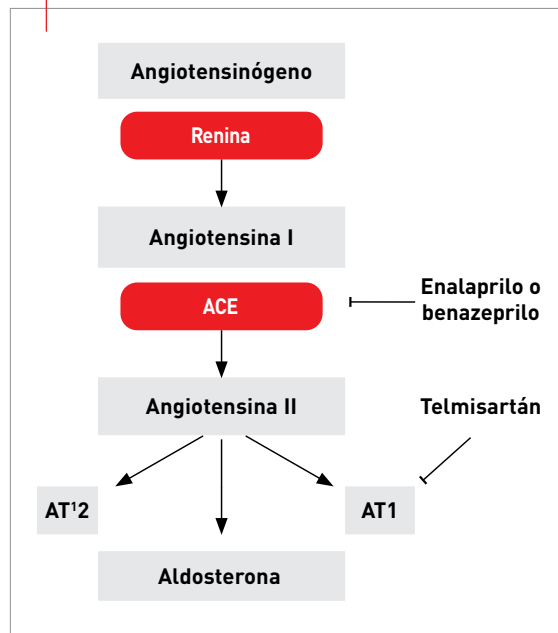 Angiotensinógeno
Renina
Angiotensina I
ACE
Enalaprilo o
benazeprilo
Angiotensina II
Telmisartán
AT¹2
AT1
Aldosterona